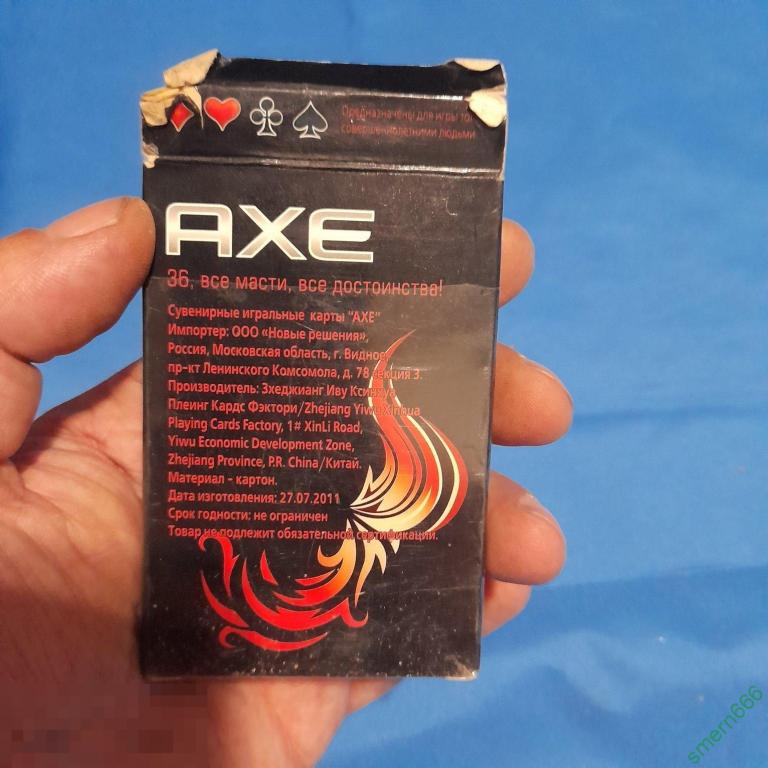 Предназначены для игры то
совершеннолетними людьми
AXE
36, все масти, все достоинства!
Сувенирные игральные карты "AXE"
Импортер: ООО «Новые решения»,
Россия, Московская область, г. Видное,
пр-кт Ленинского Комсомола, д. 78 секция 3.
Производитель: Зхеджианг Иву Ксинхуа
Плеинг Кардс Фэктори/Zhejiang Yiwu Xinhua
Playing Cards Factory, 1# XinLi Road,
Yiwu Economic Development Zone,
Zhejiang Province, P.R. China/Китай.
Материал - картон.
Дата изготовления: 27.07.2011
Срок годности: не ограничен
Товар не подлежит обязательной сертификации.
smern666